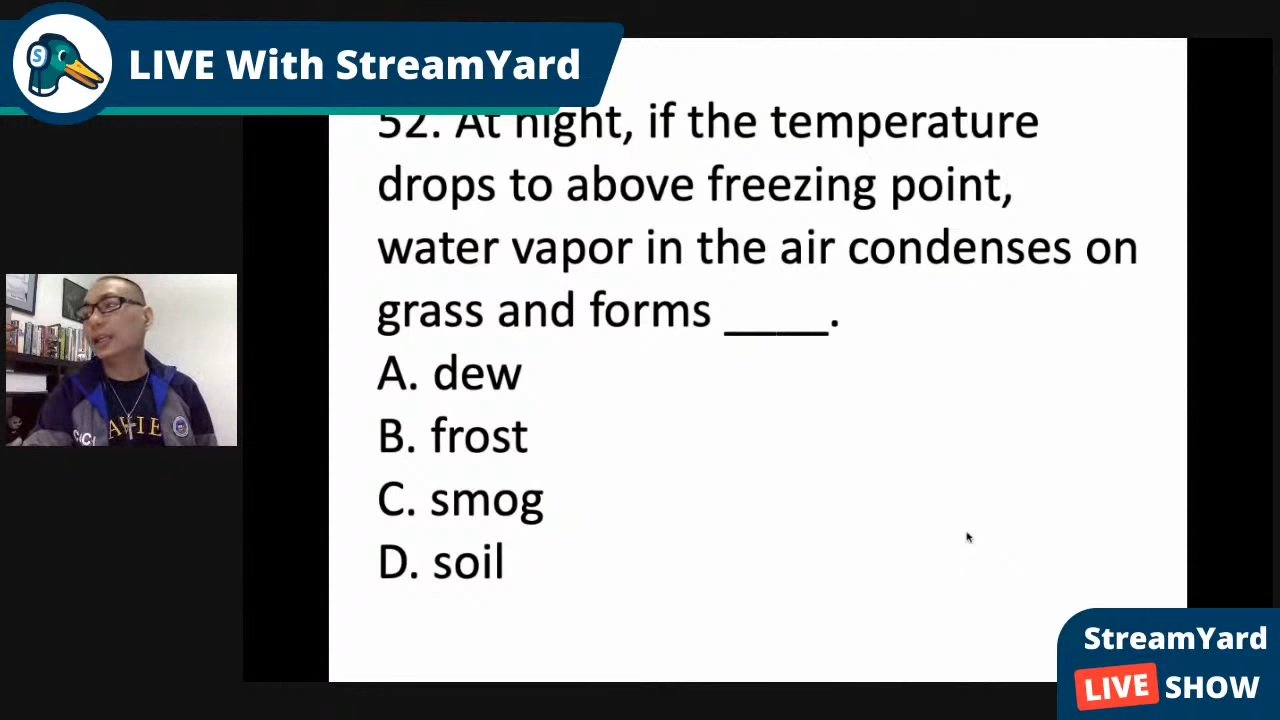 LIVE With StreamYard
52. At night, if the temperature
drops to above freezing point,
water vapor in the air condenses on
grass and forms ____.
A. dew
B. frost
C. smog
D. soil
StreamYard
LIVE SHOW